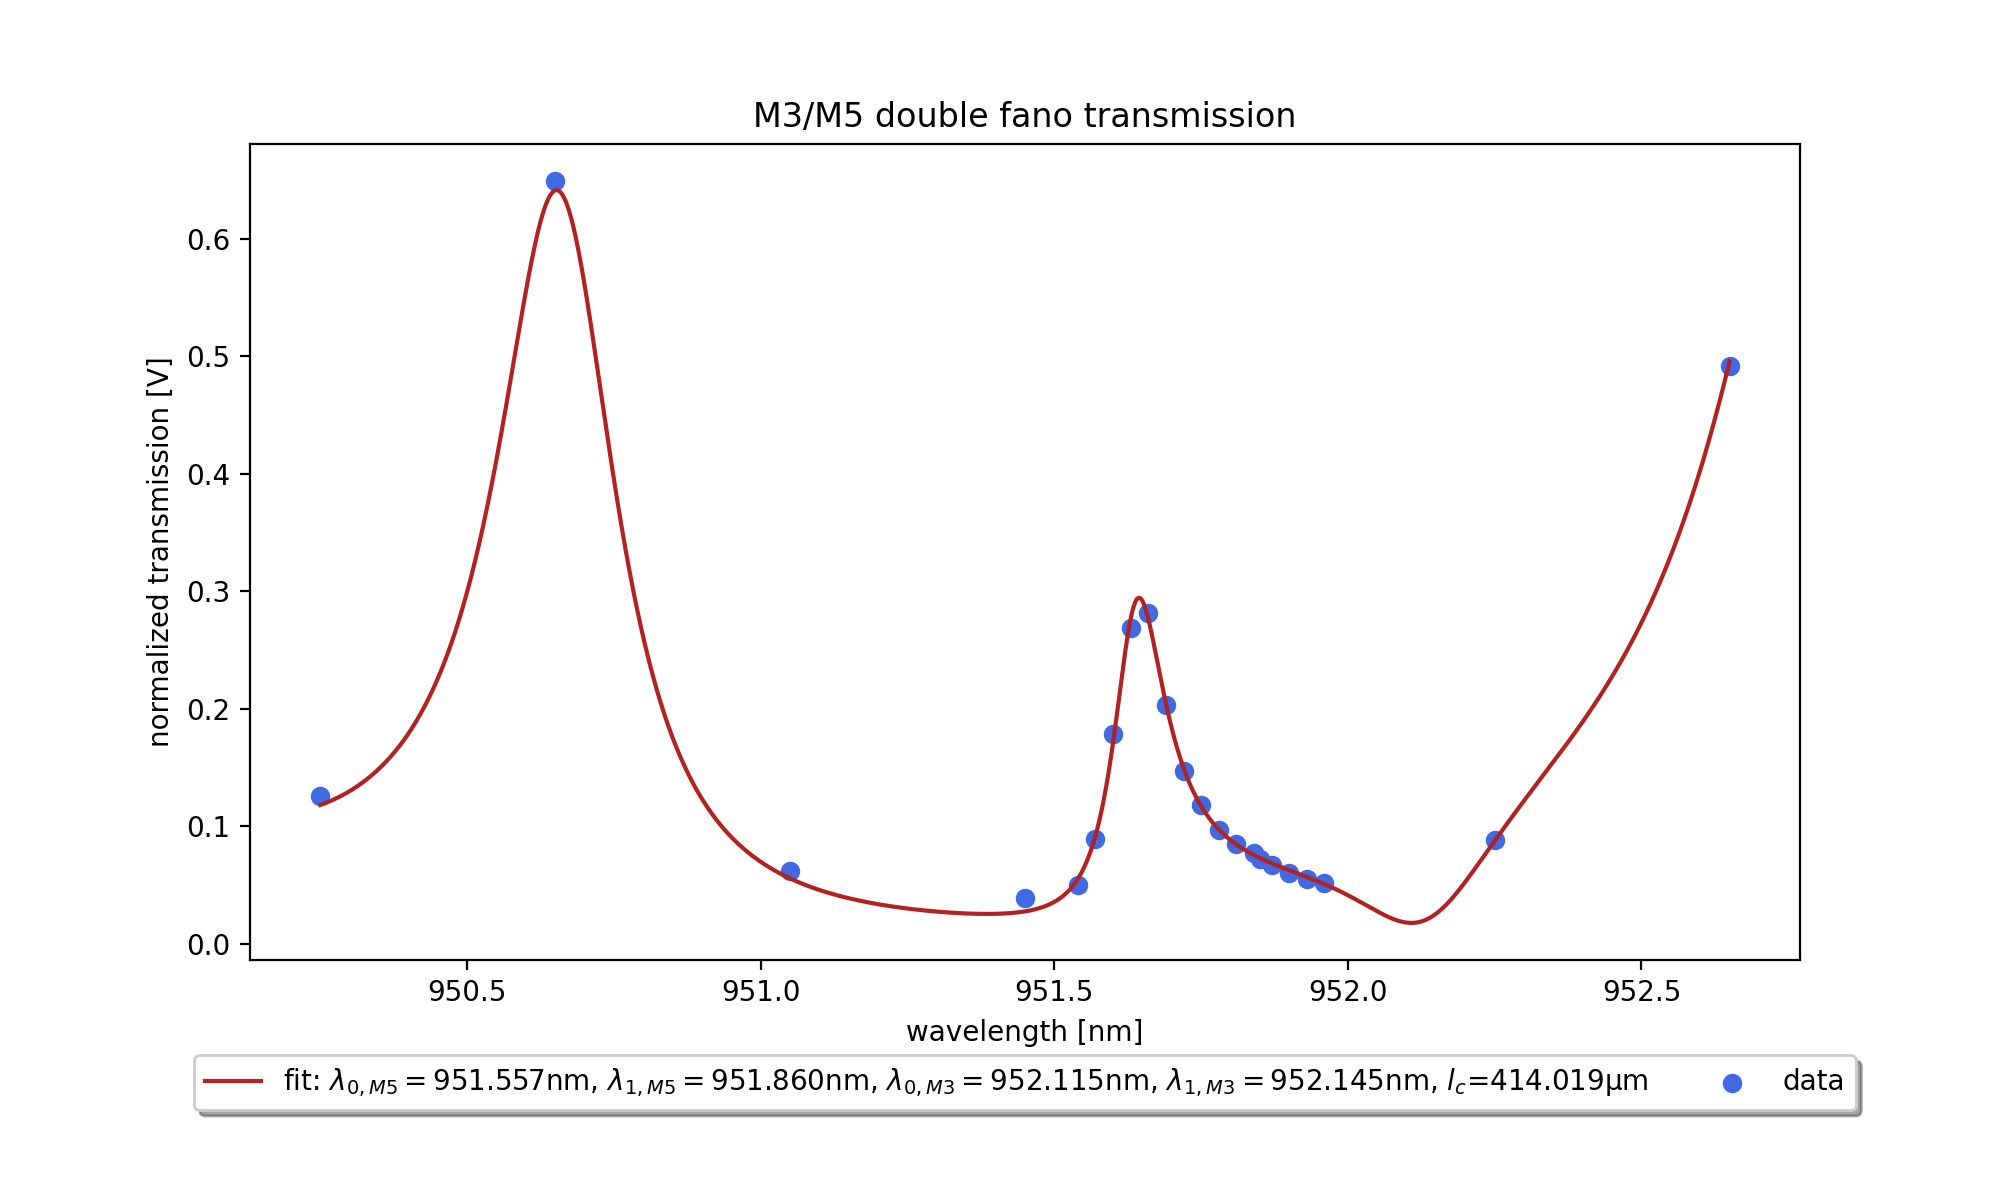 M3/M5 double fano transmission
normalized transmission [V]
0.6
0.5
0.4
0.3
0.2
0.1
0.0
950.5 951.0 951.5 952.0 952.5
wavelength [nm]
fit: λ₀,M5 = 951.557nm, λ₁,M5 = 951.860nm, λ₀,M3 = 952.115nm, λ₁,M3 = 952.145nm, l_c=414.019μm data